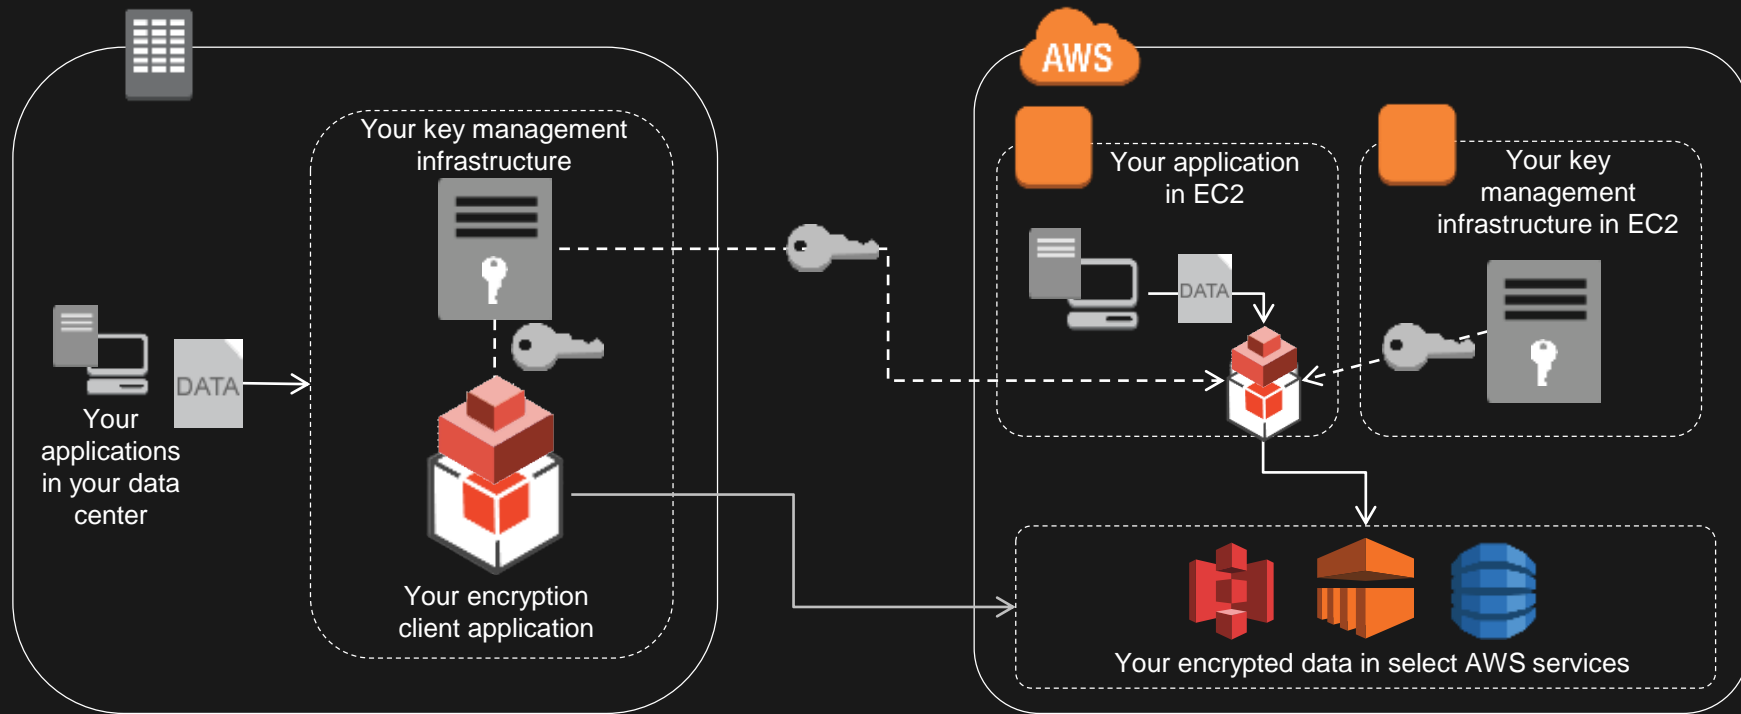 Your key management
infrastructure
DATA
Your
applications
in your data
center
Your encryption
client application
AWS
Your application
in EC2
DATA
Your key
management
infrastructure in EC2
Your encrypted data in select AWS services